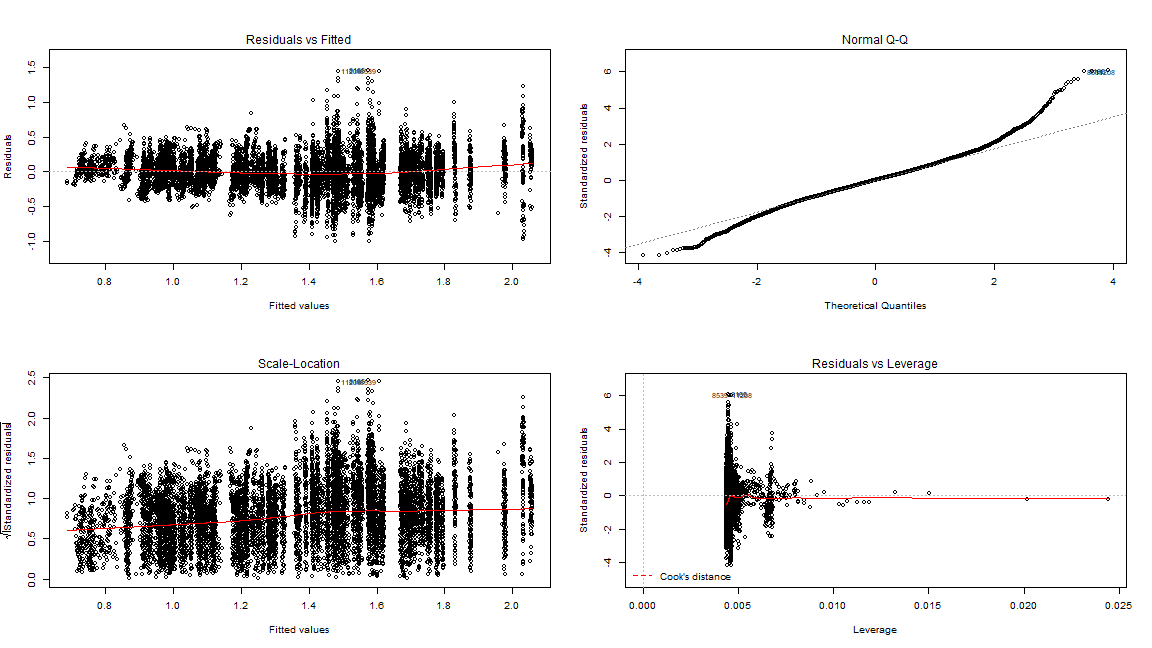 Residuals vs Fitted
Residuals
1.5
1.0
0.5
0.0
-0.5
-1.0
0.8 1.0 1.2 1.4 1.6 1.8 2.0
Fitted values
Normal Q-Q
Standardized residuals
6
4
2
0
-2
-4
-4 -2 0 2 4
Theoretical Quantiles
Scale-Location
√|Standardized residuals|
2.5
2.0
1.5
1.0
0.5
0.0
0.8 1.0 1.2 1.4 1.6 1.8 2.0
Fitted values
Residuals vs Leverage
Standardized residuals
6
4
2
0
-2
-4
Cook's distance
0.000 0.005 0.010 0.015 0.020 0.025
Leverage